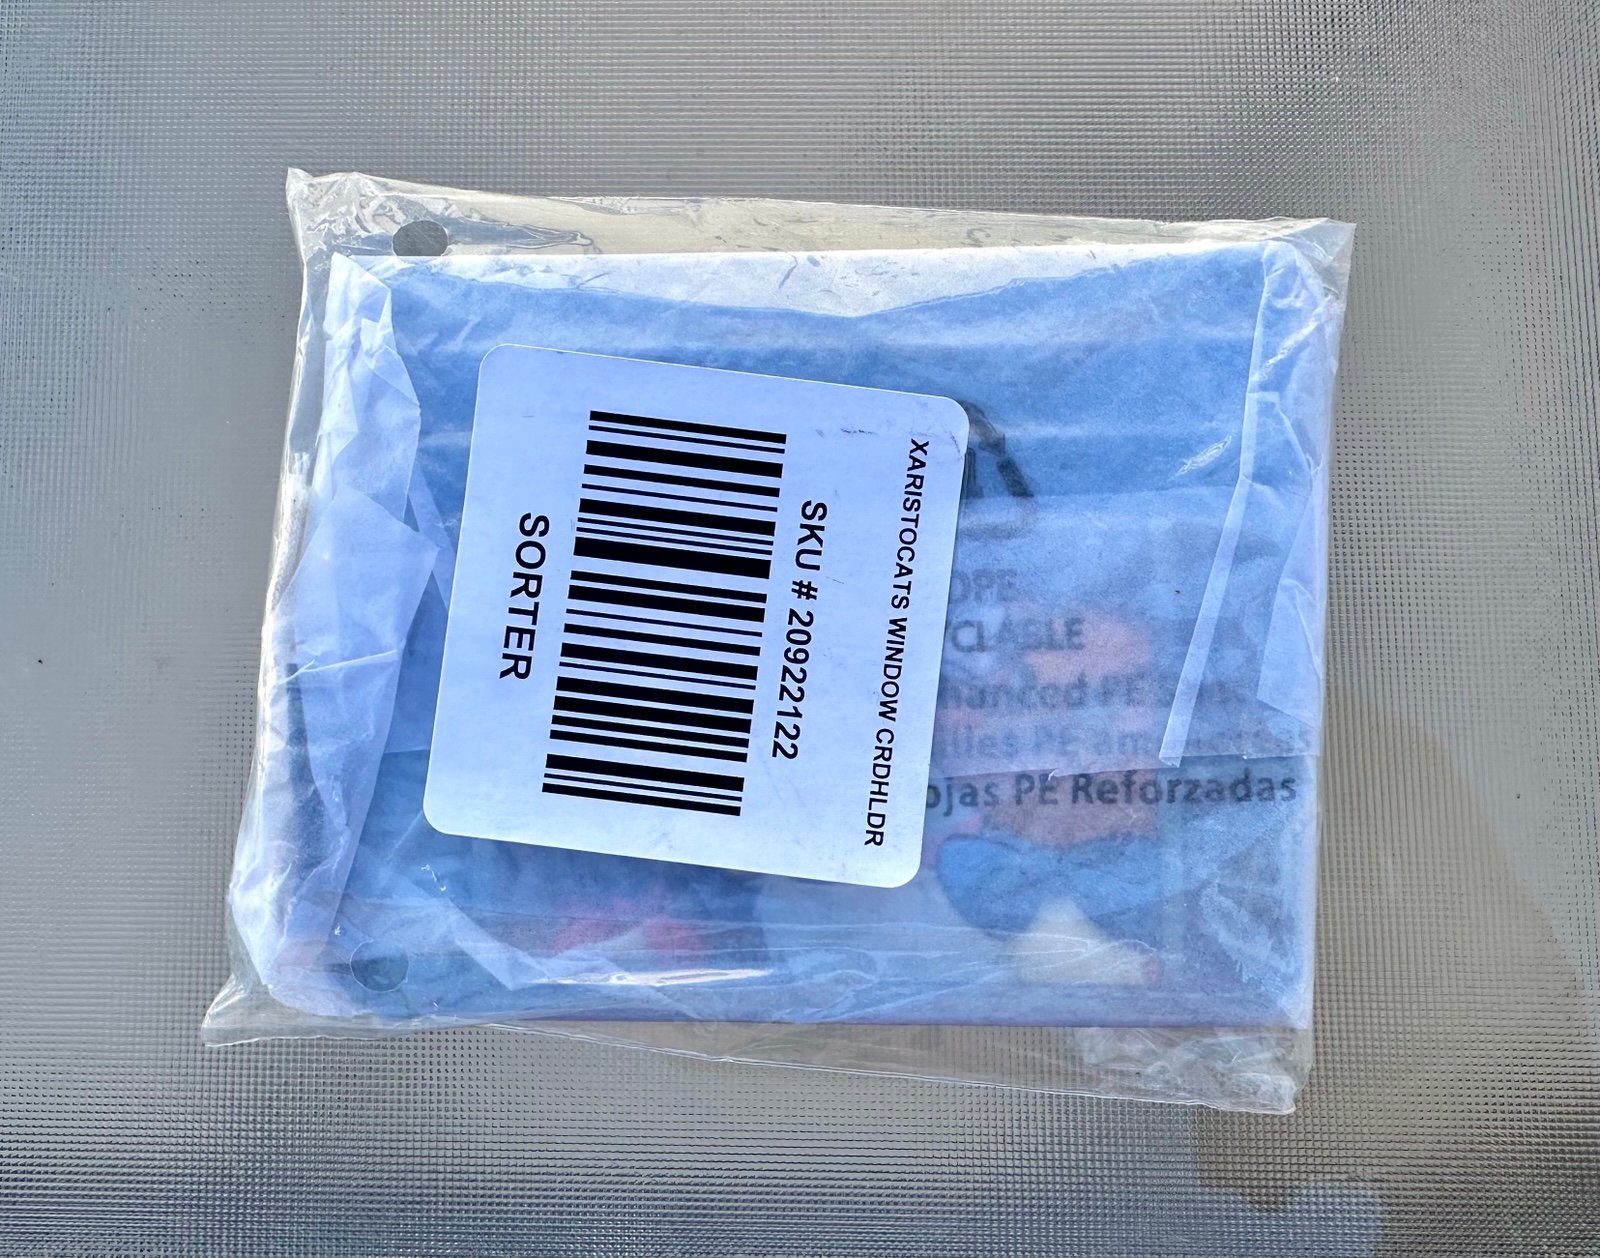 XARISTOCATS WINDOW CRDHLDR
SKU # 20922122
SORTER
PE
Reforzadas